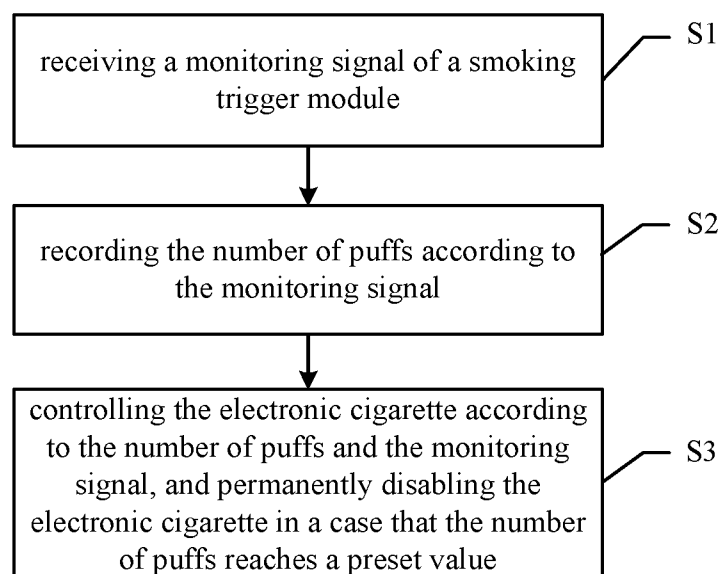 receiving a monitoring signal of a smoking
trigger module
S1
recording the number of puffs according to
the monitoring signal
S2
controlling the electronic cigarette according
to the number of puffs and the monitoring
signal, and permanently disabling the
electronic cigarette in a case that the number
of puffs reaches a preset value
S3